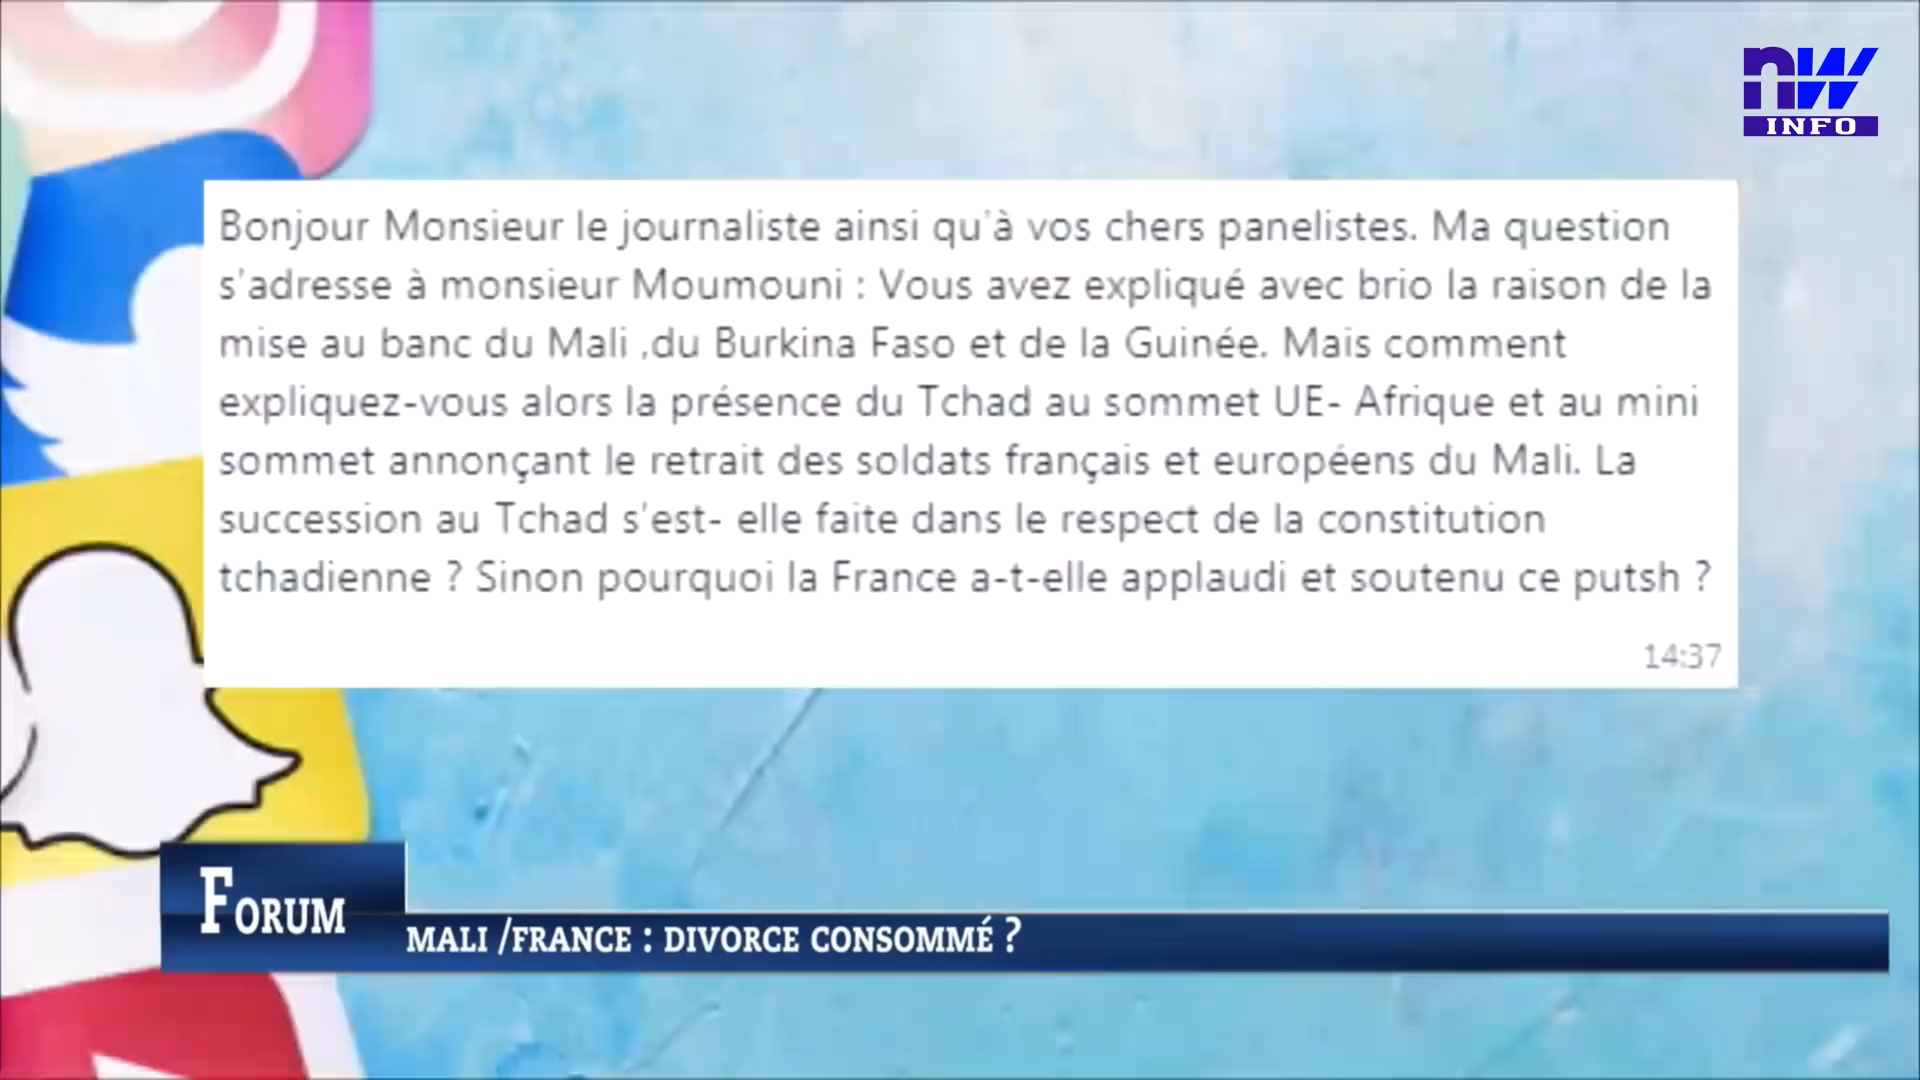 nw
INFO
Bonjour Monsieur le journaliste ainsi qu'à vos chers panelistes. Ma question
s'adresse à monsieur Moumouni : Vous avez expliqué avec brio la raison de la
mise au banc du Mali ,du Burkina Faso et de la Guinée. Mais comment
expliquez-vous alors la présence du Tchad au sommet UE- Afrique et au mini
sommet annonçant le retrait des soldats français et européens du Mali. La
succession au Tchad s'est- elle faite dans le respect de la constitution
tchadienne ? Sinon pourquoi la France a-t-elle applaudi et soutenu ce putsh ?
14:37
FORUM
MALI /FRANCE : DIVORCE CONSOMMÉ ?